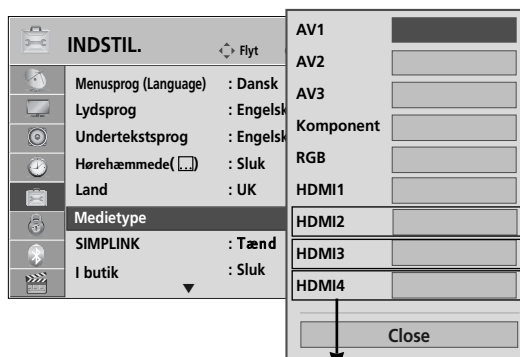 INDSTIL.
Flyt
Menusprog (Language) : Dansk
Lydsprog : Engelsk
Undertekstsprog : Engelsk
Hørehæmmede( ) : Sluk
Land : UK
Medietype
SIMPLINK : Tænd
I butik : Sluk
AV1
AV2
AV3
Komponent
RGB
HDMI1
HDMI2
HDMI3
HDMI4
Close